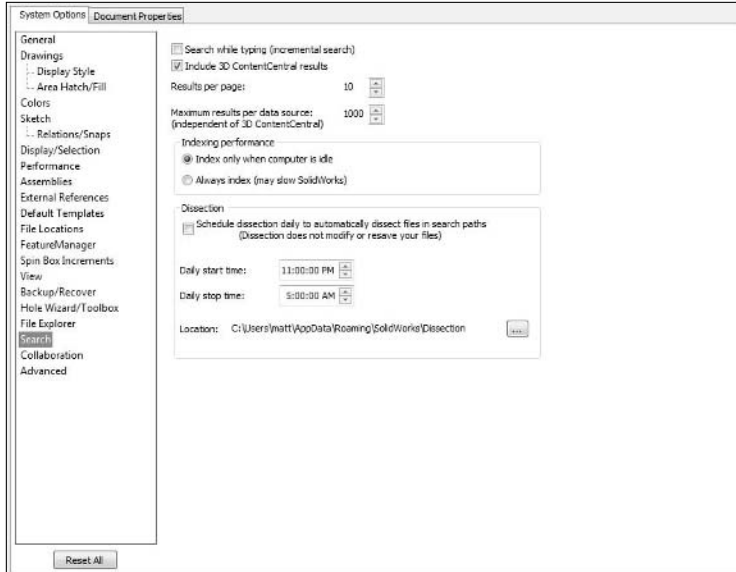 System Options
Document Properties
General
Drawings
Display Style
Area Hatch/Fill
Colors
Sketch
Relations/Snaps
Display/Selection
Performance
Assemblies
External References
Default Templates
File Locations
FeatureManager
Spin Box Increments
View
Backup/Recover
Hole Wizard/Toolbox
File Explorer
Search
Collaboration
Advanced
Reset All
Search while typing (incremental search)
Include 3D ContentCentral results
Results per page: 10
Maximum results per data source: 1000
(independent of 3D ContentCentral)
Indexing performance
Index only when computer is idle
Always index (may slow SolidWorks)
Dissection
Schedule dissection daily to automatically dissect files in search paths
(Dissection does not modify or resave your files)
Daily start time: 11:00:00 PM
Daily stop time: 5:00:00 AM
Location: C:\Users\matt\AppData\Roaming\SolidWorks\Dissection ...